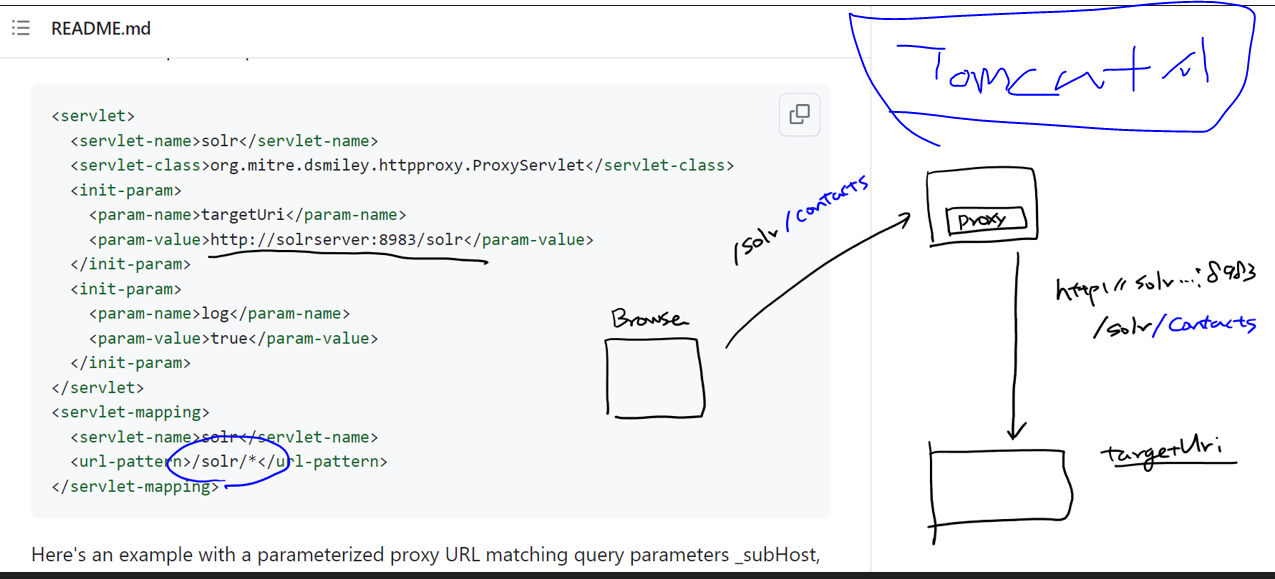 README.md
<servlet>
<servlet-name>solr</servlet-name>
<servlet-class>org.mitre.dsmiley.httpproxy.ProxyServlet</servlet-class>
<init-param>
<param-name>targetUri</param-name>
<param-value>http://solrserver:8983/solr</param-value>
</init-param>
<init-param>
<param-name>log</param-name>
<param-value>true</param-value>
</init-param>
</servlet>
<servlet-mapping>
<servlet-name>solr</servlet-name>
<url-pattern>/solr/*</url-pattern>
</servlet-mapping>
Here's an example with a parameterized proxy URL matching query parameters _subHost,
/solr/contacts
Browse
Proxy
http:// solr...:8983
/solr/Contacts
targetUri